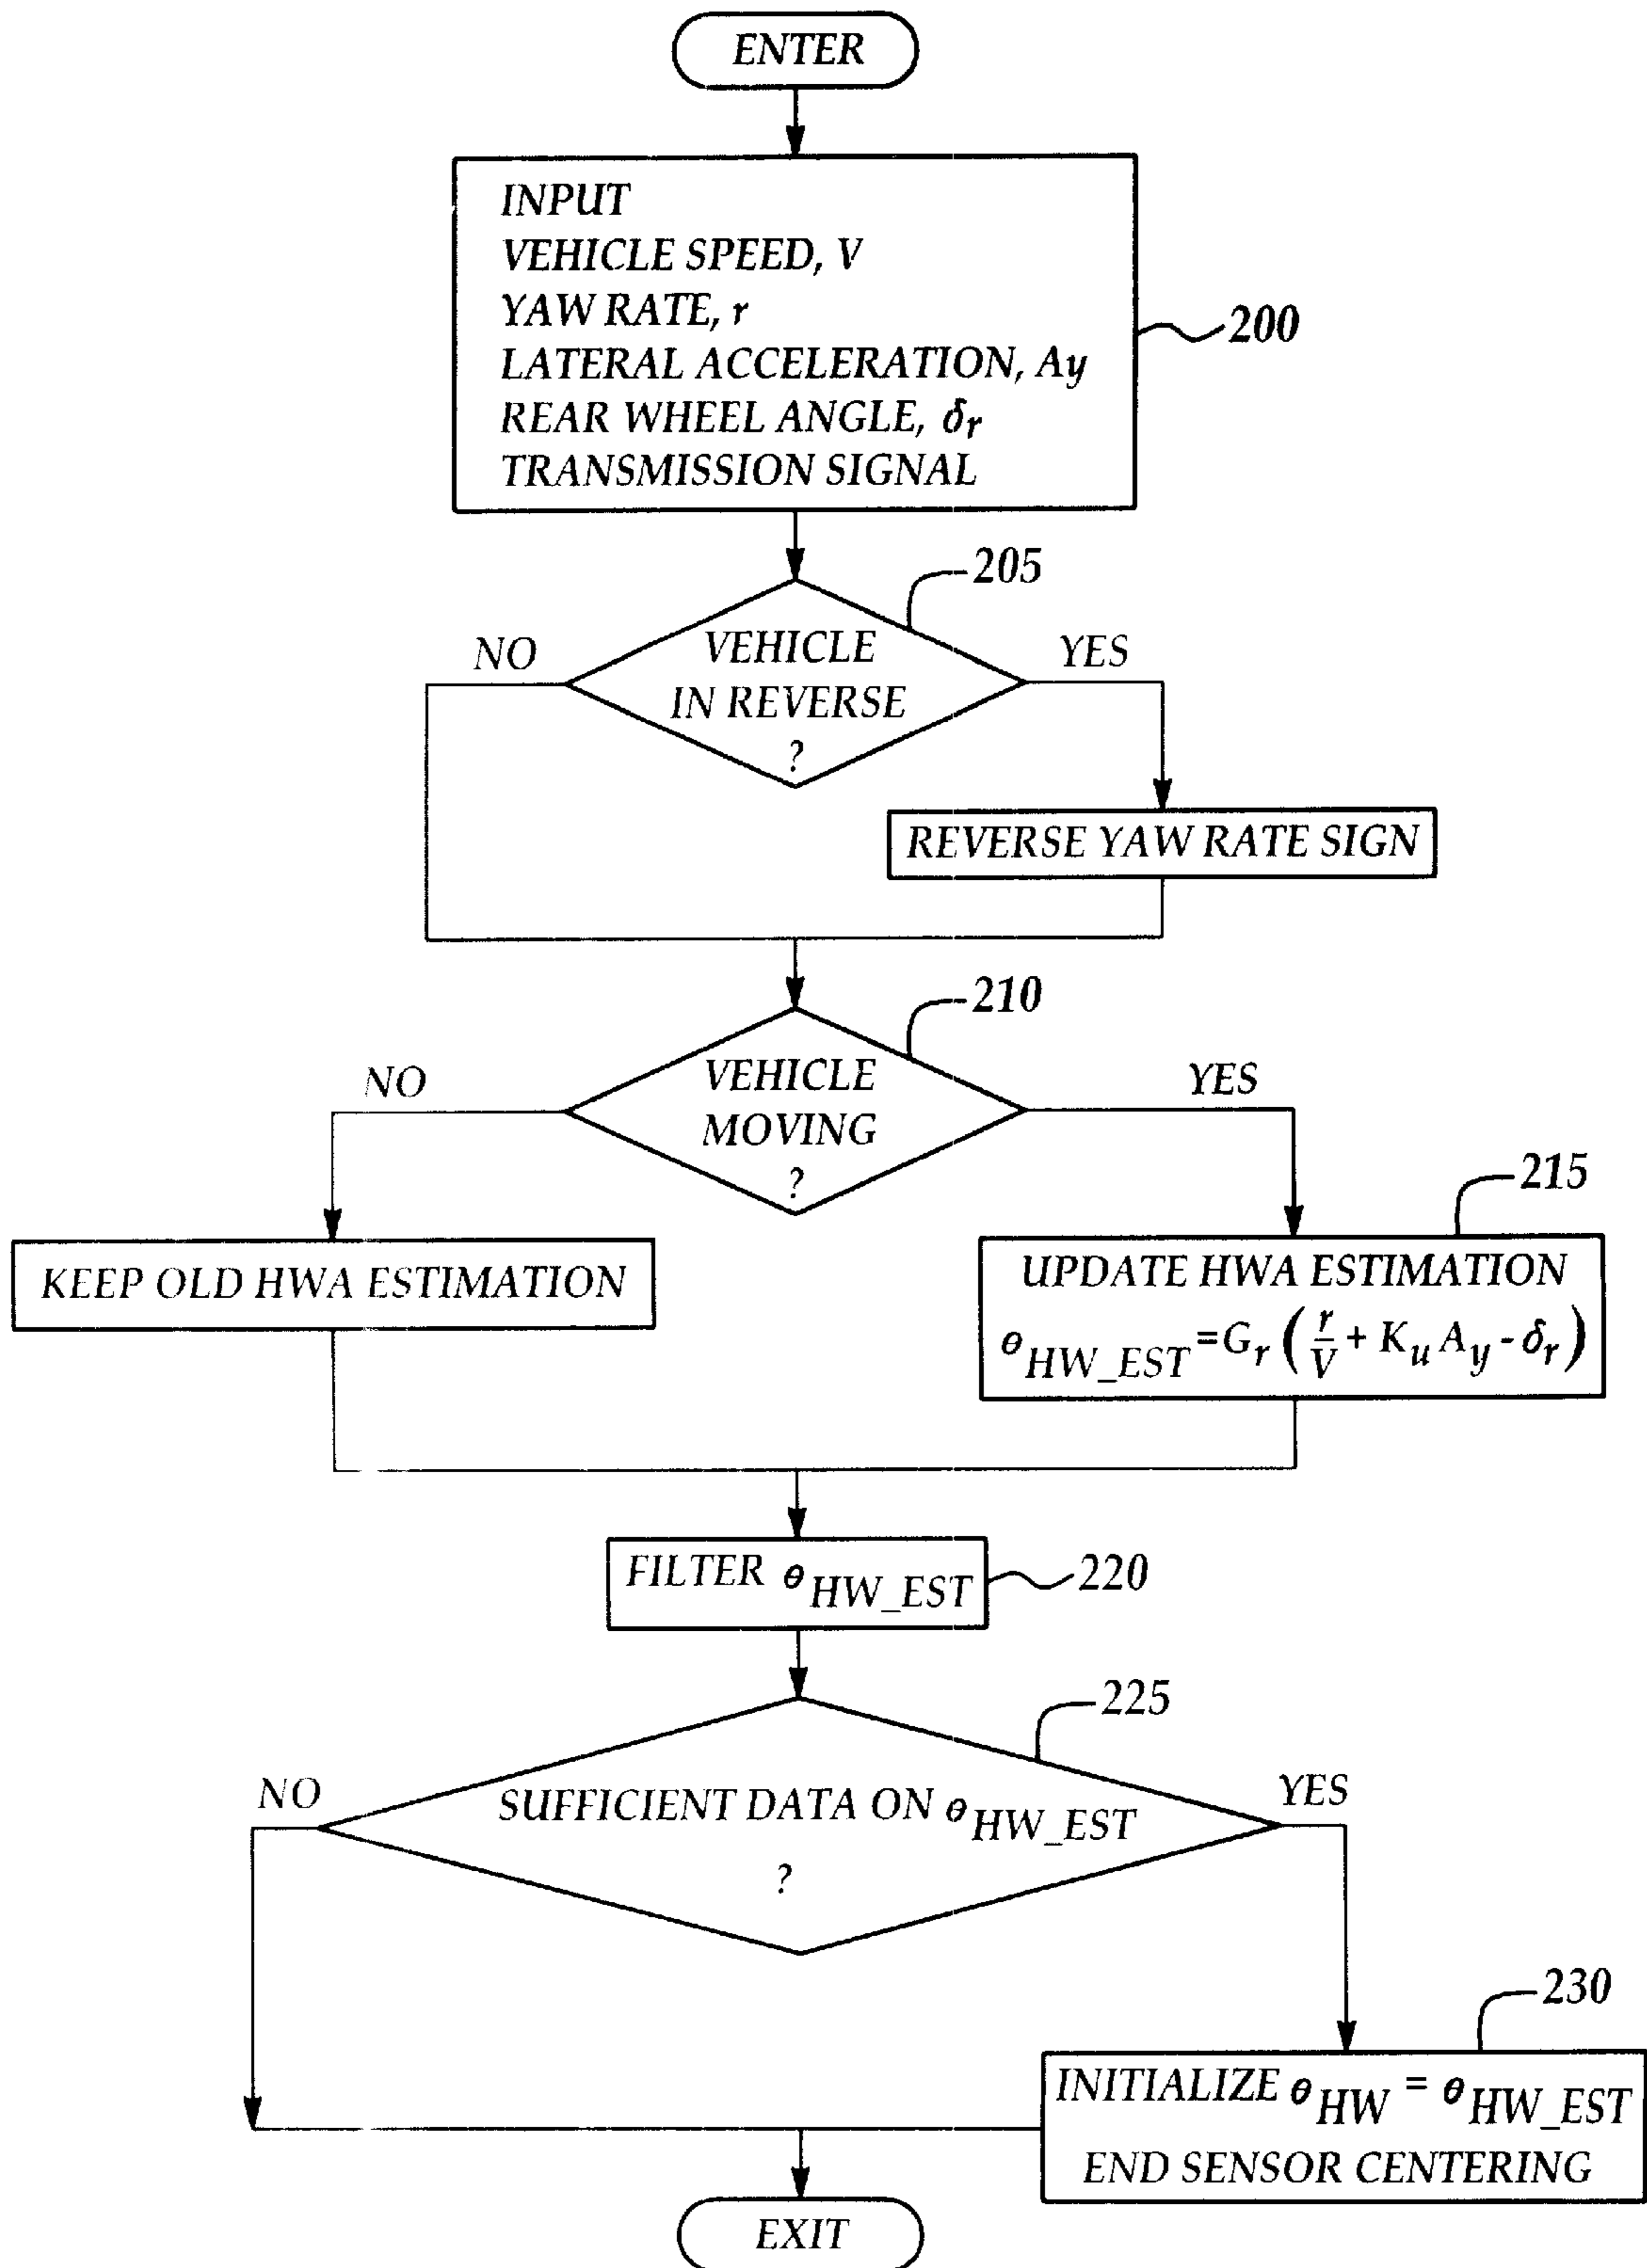 ENTER
INPUT
VEHICLE SPEED, V
YAW RATE, r
LATERAL ACCELERATION, Ay
REAR WHEEL ANGLE, δr
TRANSMISSION SIGNAL
200
205
NO
VEHICLE
IN REVERSE
?
YES
REVERSE YAW RATE SIGN
210
NO
VEHICLE
MOVING
?
YES
KEEP OLD HWA ESTIMATION
215
UPDATE HWA ESTIMATION
θHW_EST=Gr(r/V + Ku Ay - δr)
FILTER θHW_EST
220
225
NO
SUFFICIENT DATA ON θHW_EST
?
YES
230
INITIALIZE θHW = θHW_EST
END SENSOR CENTERING
EXIT